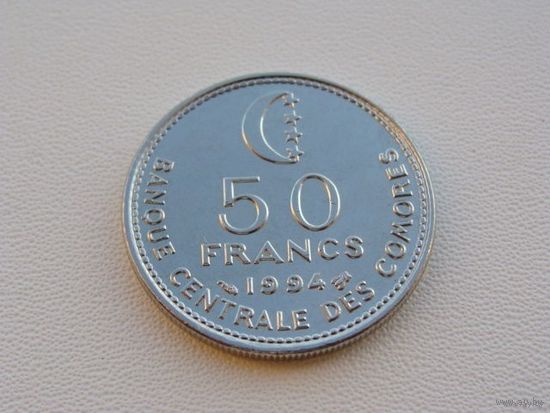 50
FRANCS
1994
BANQUE CENTRALE DES COMORES